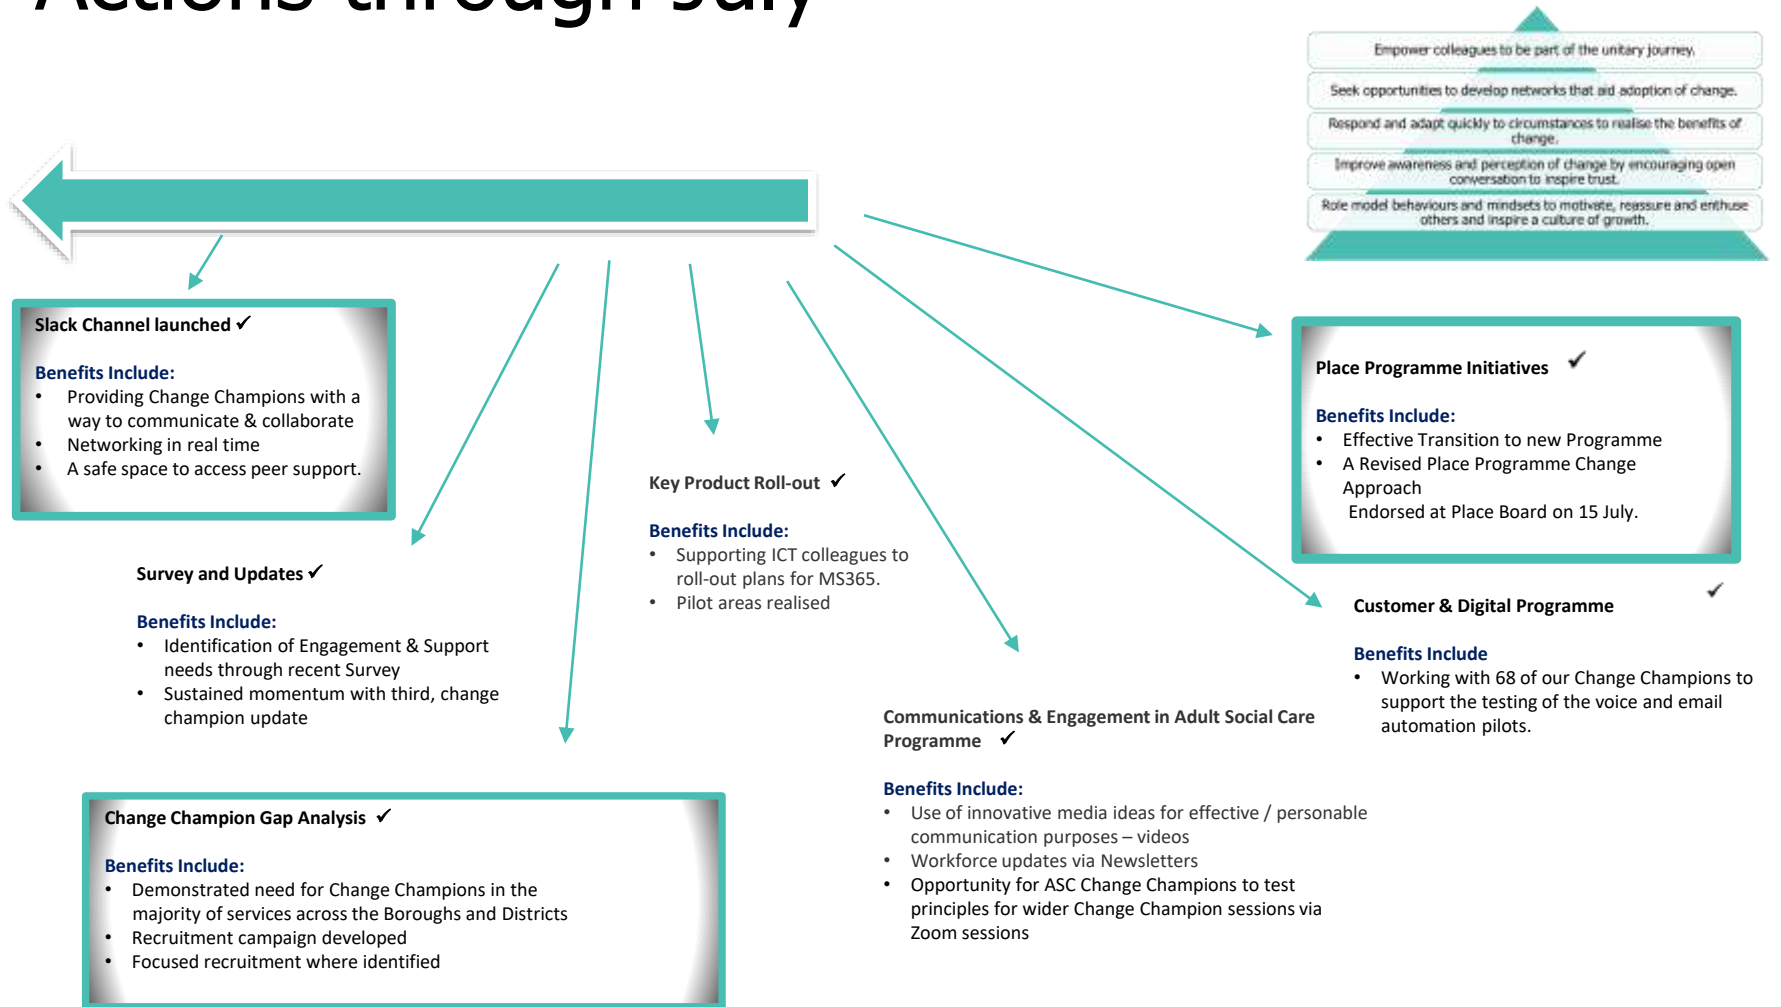 Actions through July
Empower colleagues to be part of the unitary journey.
Seek opportunities to develop networks that aid adoption of change.
Respond and adapt quickly to circumstances to realise the benefits of
change.
Improve awareness and perception of change by encouraging open
conversation to inspire trust.
Role model behaviours and mindsets to motivate, reassure and enthuse
others and inspire a culture of growth.
Slack Channel launched ✓
Benefits Include:
• Providing Change Champions with a
way to communicate & collaborate
• Networking in real time
• A safe space to access peer support.
Survey and Updates ✓
Benefits Include:
• Identification of Engagement & Support
needs through recent Survey
• Sustained momentum with third, change
champion update
Change Champion Gap Analysis ✓
Benefits Include:
• Demonstrated need for Change Champions in the
majority of services across the Boroughs and Districts
• Recruitment campaign developed
• Focused recruitment where identified
Key Product Roll-out ✓
Benefits Include:
• Supporting ICT colleagues to
roll-out plans for MS365.
• Pilot areas realised
Communications & Engagement in Adult Social Care
Programme ✓
Benefits Include:
• Use of innovative media ideas for effective / personable
communication purposes – videos
• Workforce updates via Newsletters
• Opportunity for ASC Change Champions to test
principles for wider Change Champion sessions via
Zoom sessions
Place Programme Initiatives ✓
Benefits Include:
• Effective Transition to new Programme
• A Revised Place Programme Change
Approach
Endorsed at Place Board on 15 July.
Customer & Digital Programme ✓
Benefits Include
• Working with 68 of our Change Champions to
support the testing of the voice and email
automation pilots.